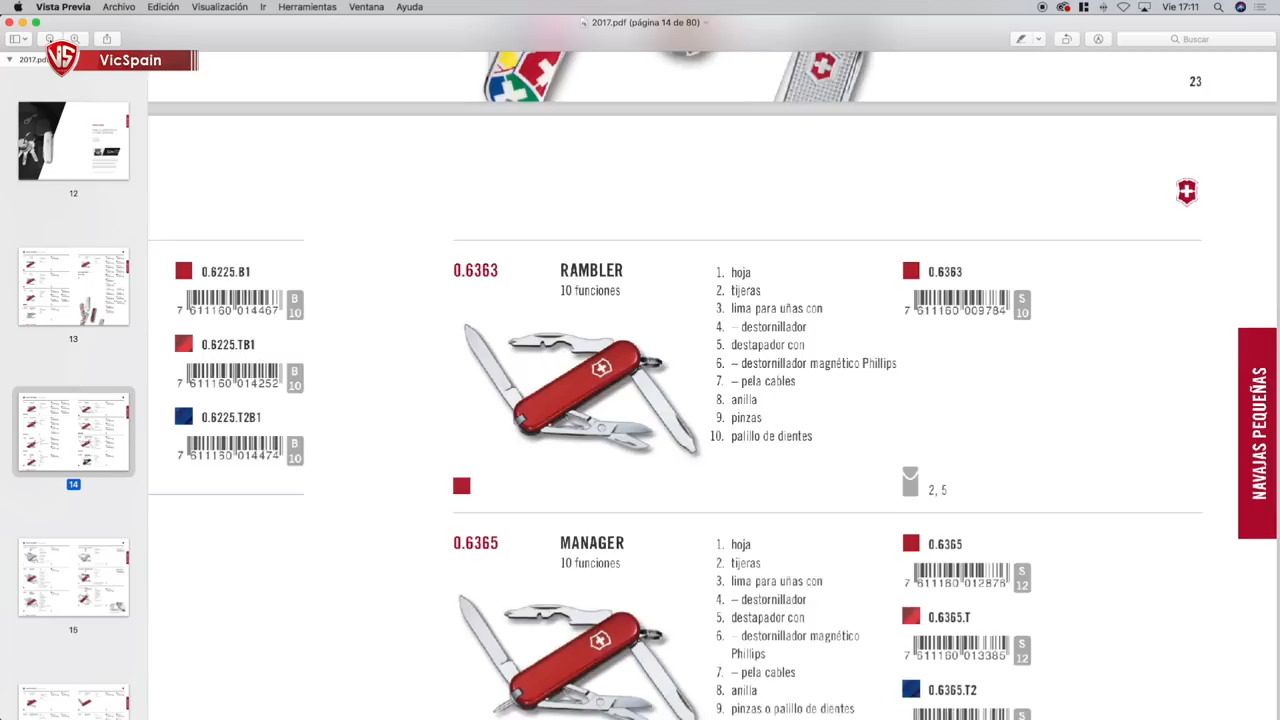 Vista Previa Archivo Edición Visualización Ir Herramientas Ventana Ayuda Vie 17:11
2017.pdf (página 14 de 80)
Buscar
2017.pd
VS VicSpain
23
12
13
14
15
0.6225.B1
7 611160 014467
B
10
0.6225.TB1
7 611160 014252
B
10
0.6225.T2B1
7 611160 014474
B
10
0.6363 RAMBLER
10 funciones
1. hoja
2. tijeras
3. lima para uñas con
4. – destornillador
5. destapador con
6. – destornillador magnético Phillips
7. – pela cables
8. anilla
9. pinzas
10. palillo de dientes
0.6363
7 611160 009784
S
10
2, 5
NAVAJAS PEQUEÑAS
0.6365 MANAGER
10 funciones
1. hoja
2. tijeras
3. lima para uñas con
4. – destornillador
5. destapador con
6. – destornillador magnético
Phillips
7. – pela cables
8. anilla
9. pinzas o palillo de dientes
0.6365
7 611160 012876
S
12
0.6365.T
7 611160 013385
S
12
0.6365.T2
S